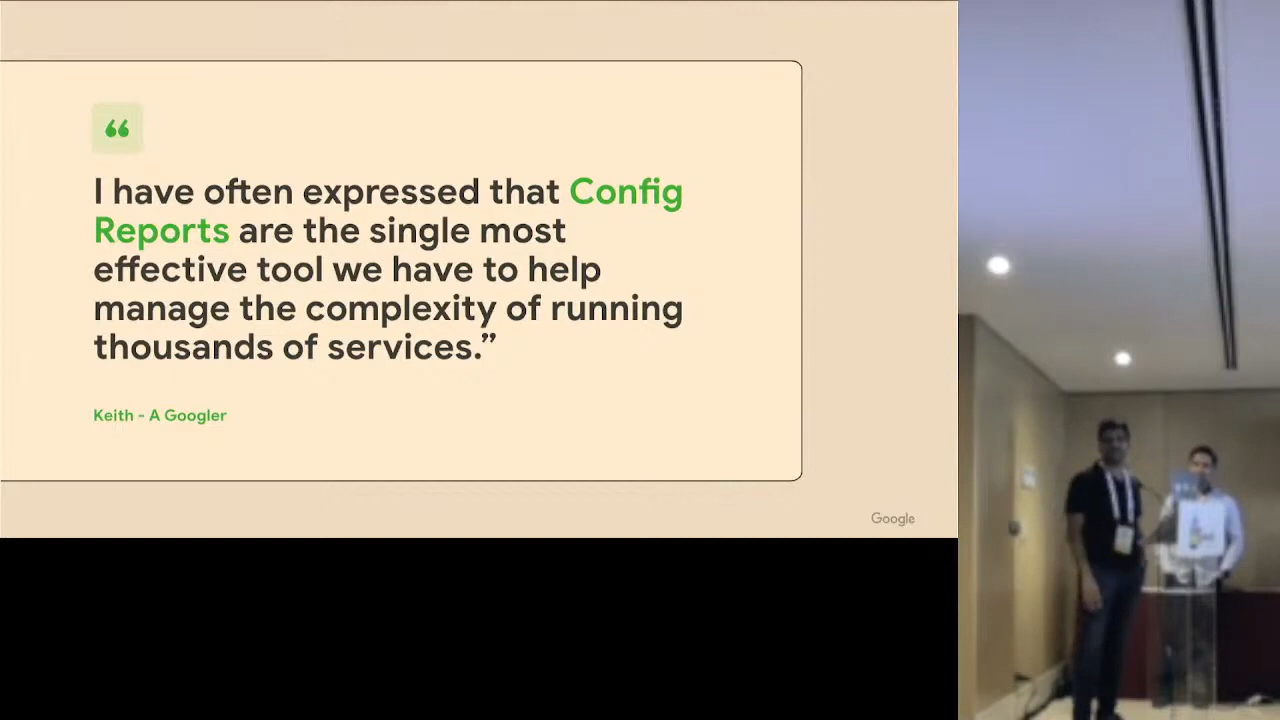 “
I have often expressed that Config
Reports are the single most
effective tool we have to help
manage the complexity of running
thousands of services.”
Keith - A Googler
Google